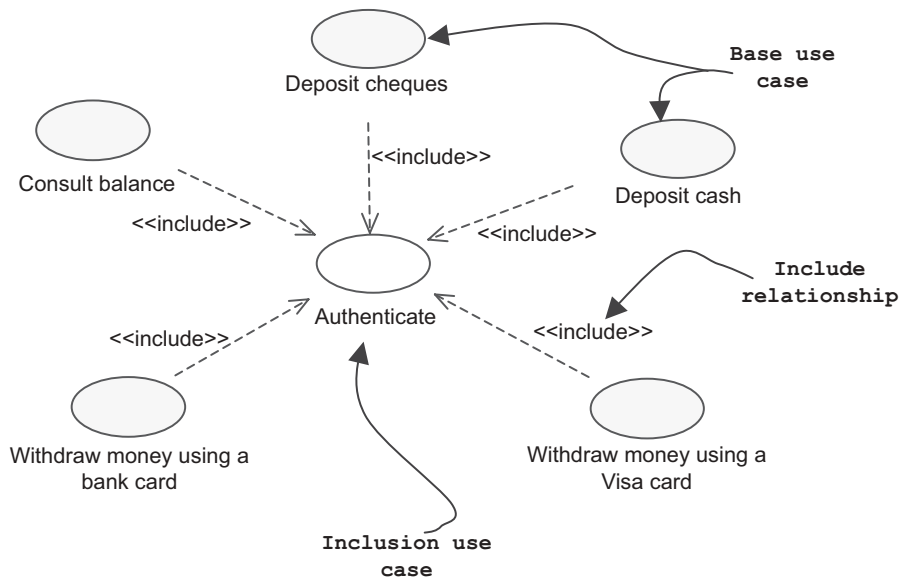 Base use
case
Deposit cheques
<<include>>
Consult balance
Deposit cash
<<include>>
<<include>>
Include
relationship
Authenticate
<<include>>
<<include>>
Withdraw money using a
bank card
Withdraw money using a
Visa card
Inclusion use
case